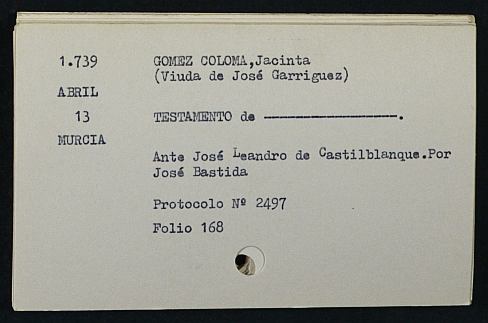 1.739 GOMEZ COLOMA,Jacinta
(Viuda de José Garriguez)
ABRIL
13 TESTAMENTO de ------------------.
MURCIA
Ante José Leandro de Castilblanque.Por
José Bastida
Protocolo Nº 2497
Folio 168